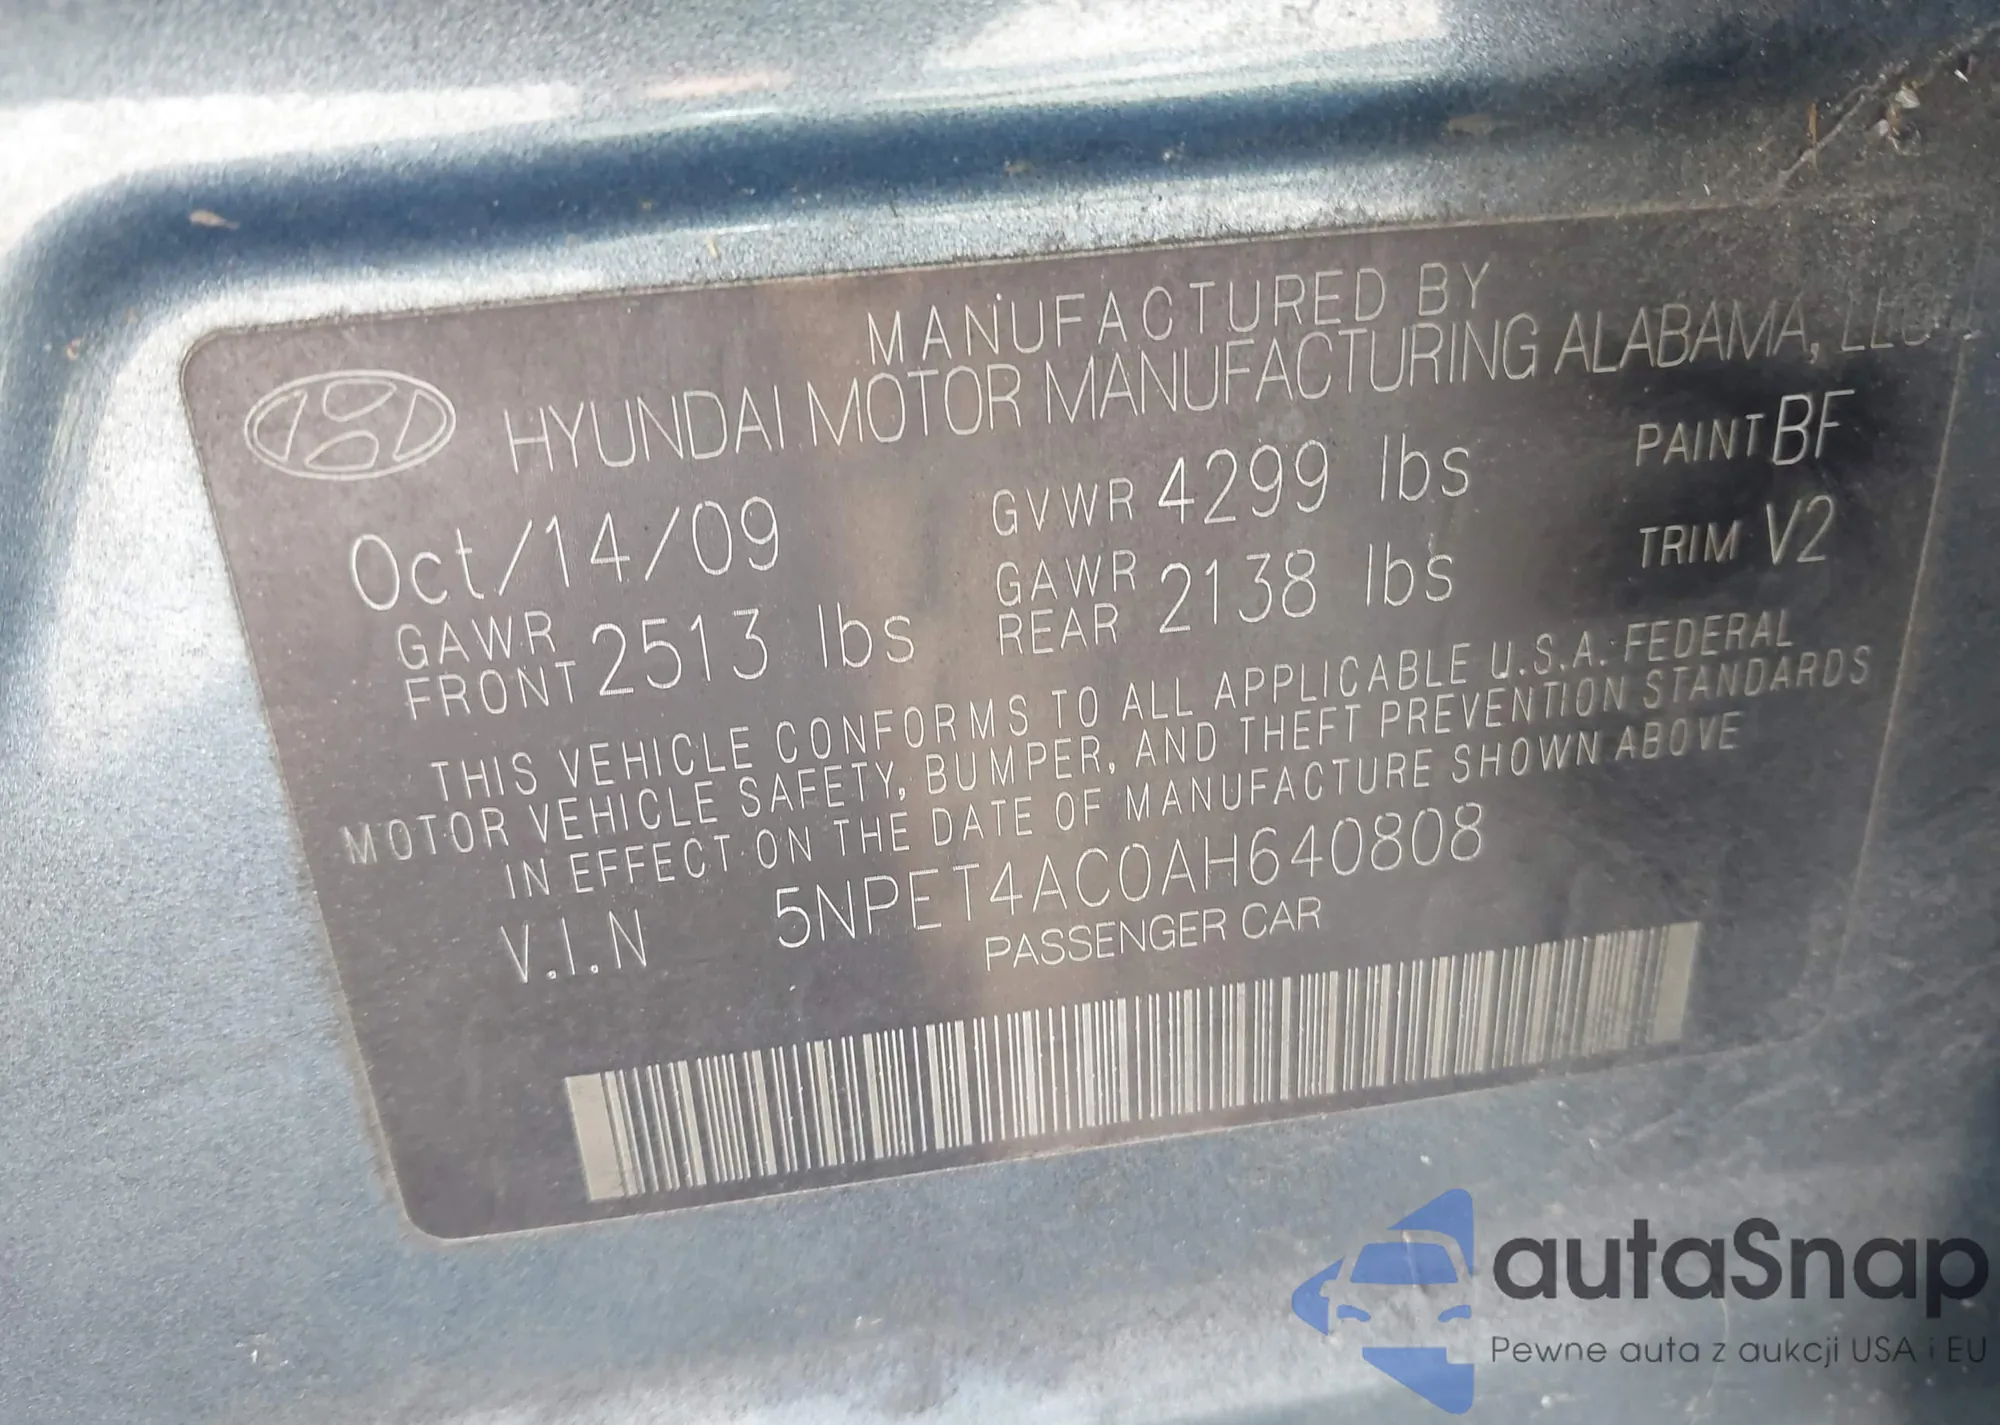 MANUFACTURED BY
HYUNDAI MOTOR MANUFACTURING ALABAMA, LLC
Oct/14/09 GVWR 4299 lbs PAINT BF
GAWR FRONT 2513 lbs GAWR REAR 2138 lbs TRIM V2
THIS VEHICLE CONFORMS TO ALL APPLICABLE U.S.A. FEDERAL
MOTOR VEHICLE SAFETY, BUMPER, AND THEFT PREVENTION STANDARDS
IN EFFECT ON THE DATE OF MANUFACTURE SHOWN ABOVE
V.I.N 5NPET4AC0AH640808
PASSENGER CAR
autaSnap
Pewne auta z aukcji USA i EU